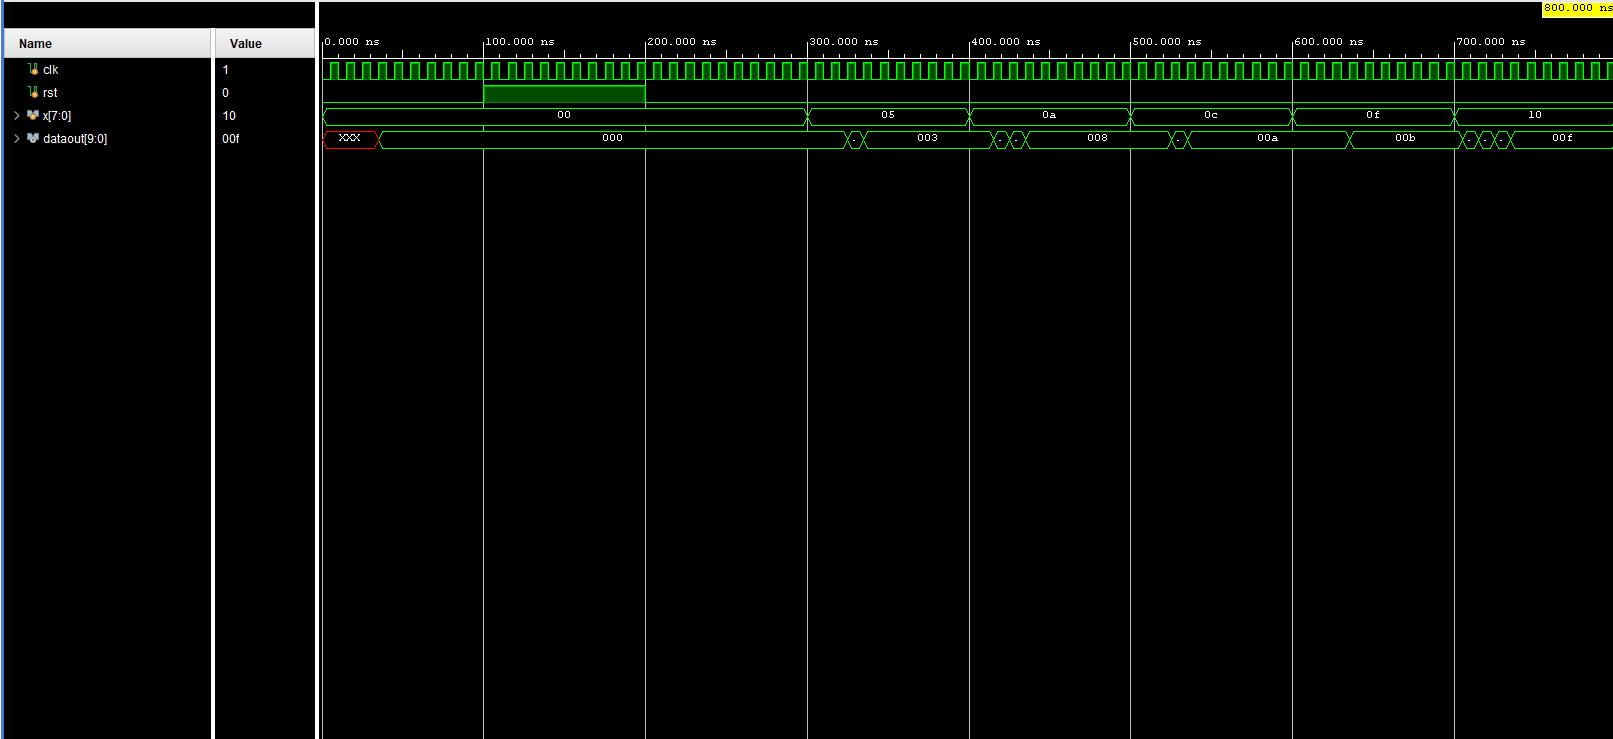 800.000 ns
Name Value
0.000 ns 100.000 ns 200.000 ns 300.000 ns 400.000 ns 500.000 ns 600.000 ns 700.000 ns
clk 1
rst 0
x[7:0] 10 00 05 0a 0c 0f 10
dataout[9:0] 00f XXX 000 . 003 . . 008 . 00a 00b . . . 00f